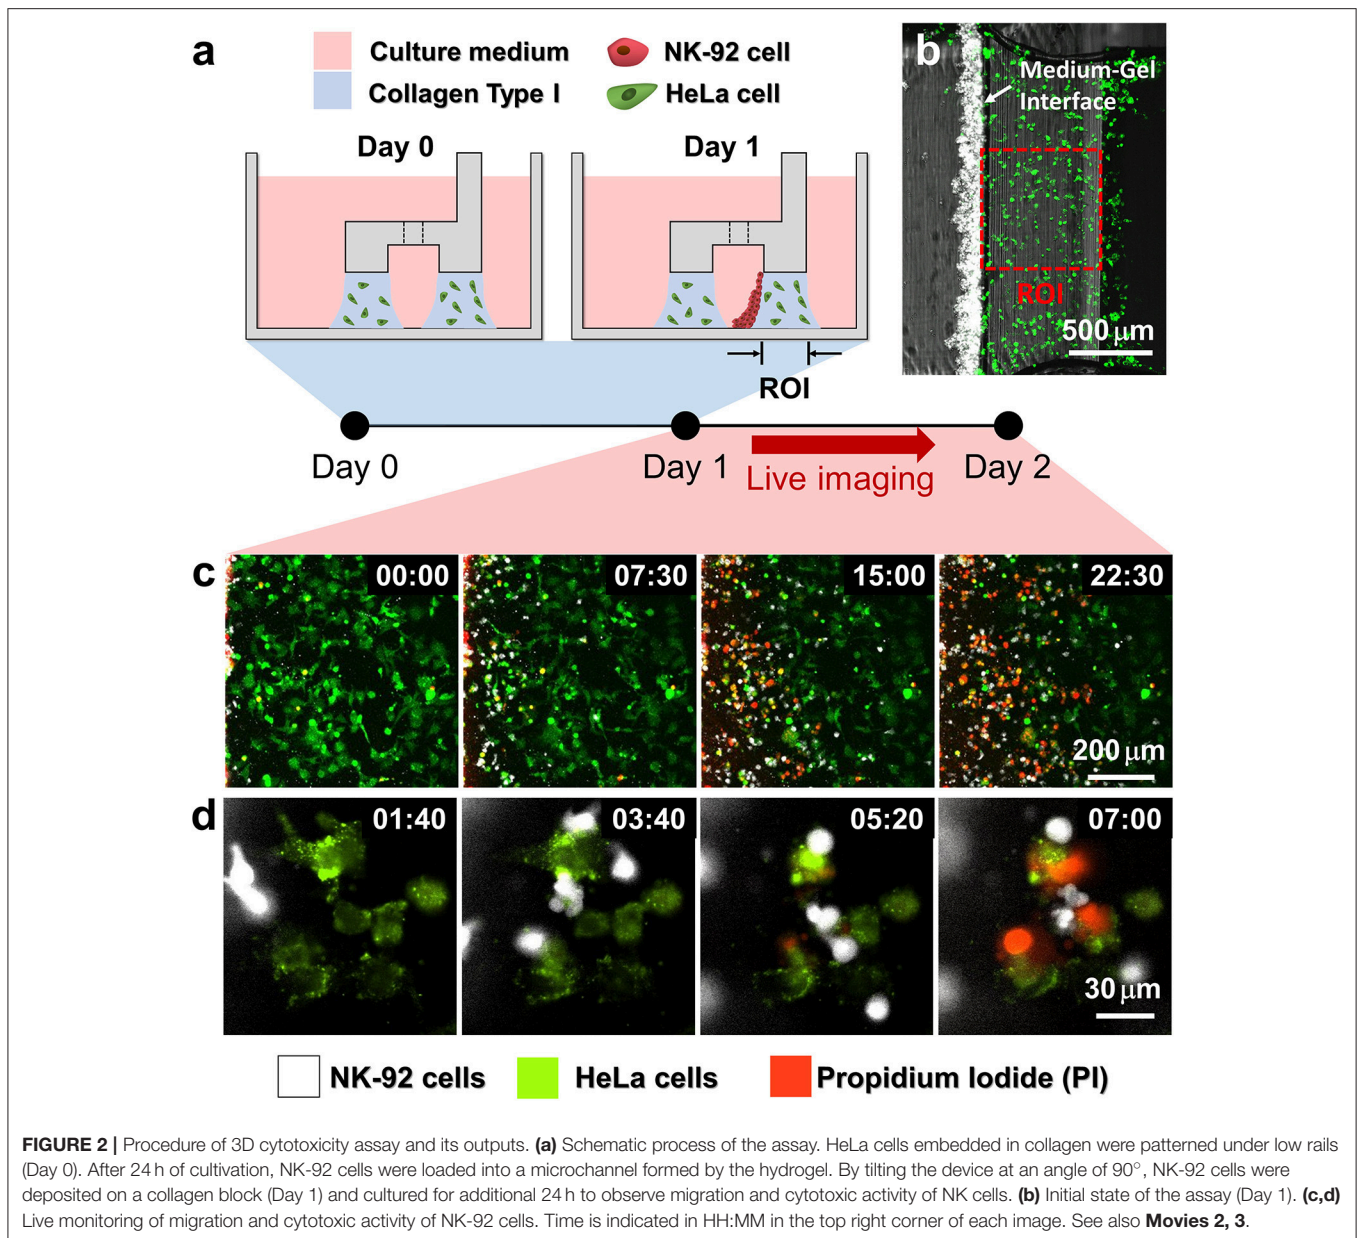 a
Culture medium
NK-92 cell
Collagen Type I
HeLa cell
Day 0
Day 1
ROI
b
Medium-Gel
Interface
ROI
500 µm
Day 0
Day 1
Live imaging
Day 2
c
00:00
07:30
15:00
22:30
200 µm
d
01:40
03:40
05:20
07:00
30 µm
NK-92 cells
HeLa cells
Propidium Iodide (PI)
FIGURE 2 | Procedure of 3D cytotoxicity assay and its outputs. (a) Schematic process of the assay. HeLa cells embedded in collagen were patterned under low rails
(Day 0). After 24 h of cultivation, NK-92 cells were loaded into a microchannel formed by the hydrogel. By tilting the device at an angle of 90°, NK-92 cells were
deposited on a collagen block (Day 1) and cultured for additional 24 h to observe migration and cytotoxic activity of NK cells. (b) Initial state of the assay (Day 1). (c,d)
Live monitoring of migration and cytotoxic activity of NK-92 cells. Time is indicated in HH:MM in the top right corner of each image. See also Movies 2, 3.